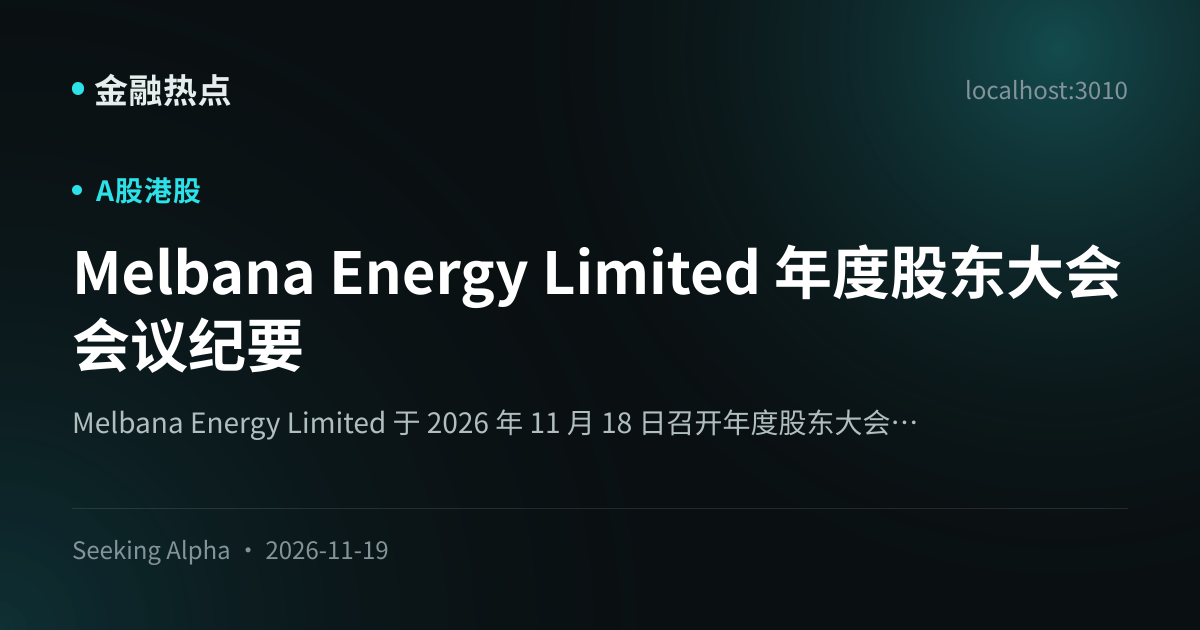 金融热点
localhost:3010
A股港股
Melbana Energy Limited 年度股东大会
会议纪要
Melbana Energy Limited 于 2026 年 11 月 18 日召开年度股东大会…
Seeking Alpha · 2026-11-19